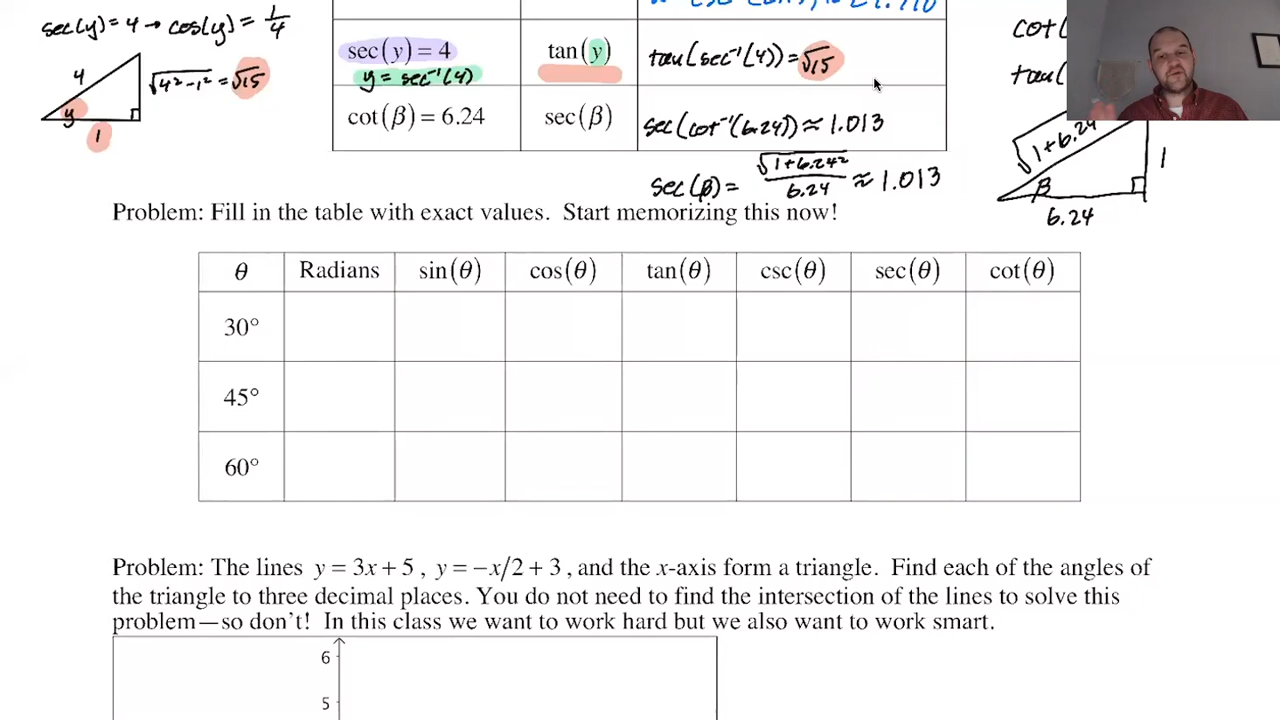 sec(y)=4 → cos(y)= 1/4
4
√4²-1² = √15
y
1
sec(y) = 4
y = sec⁻¹(4)
tan(y)
tan(sec⁻¹(4)) = √15
cot(β) = 6.24
sec(β)
sec(cot⁻¹(6.24)) ≈ 1.013
sec(β) = √1+6.24² / 6.24 ≈ 1.013
cot
tan(
√1+6.24
1
β
6.24
Problem: Fill in the table with exact values. Start memorizing this now!
θ Radians sin(θ) cos(θ) tan(θ) csc(θ) sec(θ) cot(θ)
30°
45°
60°
Problem: The lines y = 3x + 5 , y = −x/2 + 3 , and the x-axis form a triangle. Find each of the angles of
the triangle to three decimal places. You do not need to find the intersection of the lines to solve this
problem—so don't! In this class we want to work hard but we also want to work smart.
6
5